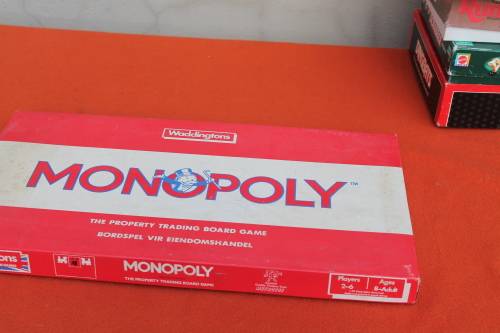 Waddingtons
MONOPOLY™
THE PROPERTY TRADING BOARD GAME
BORDSPEL VIR EIENDOMSHANDEL
MONOPOLY
THE PROPERTY TRADING BOARD GAME
Players
2-6
Ages
8-Adult